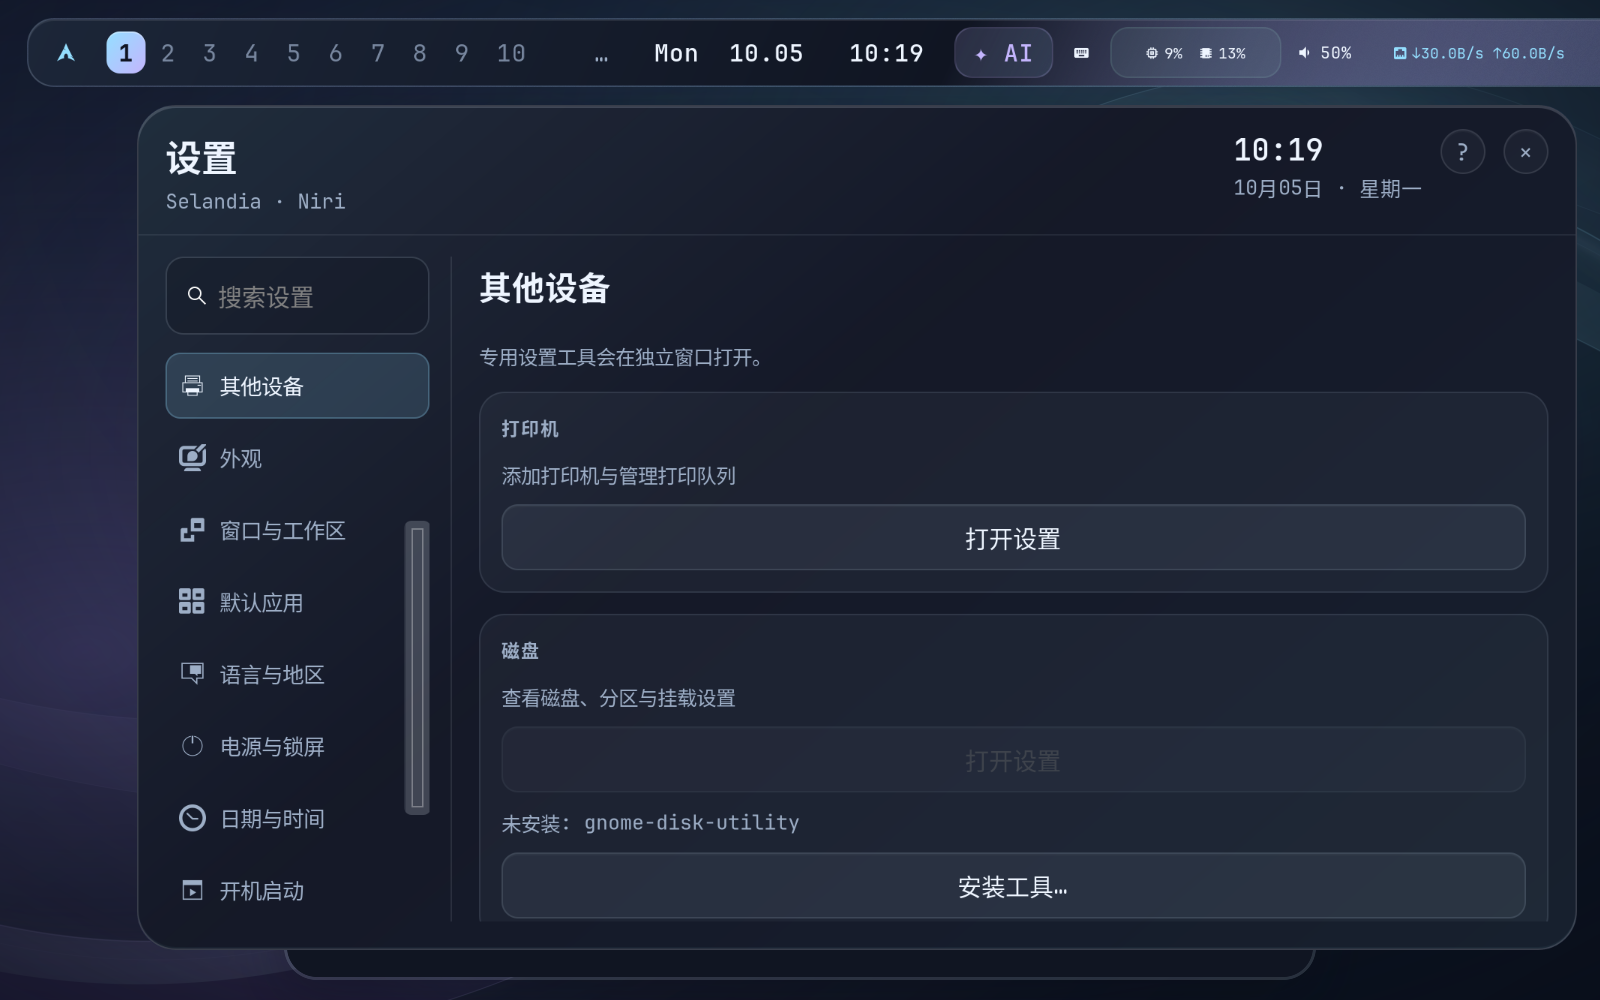 1 2 3 4 5 6 7 8 9 10 … Mon 10.05 10:19 ✦ AI 9% 13% 50% ↓30.0B/s ↑60.0B/s
设置
Selandia · Niri
10:19
10月05日 · 星期一
?
×
搜索设置
其他设备
外观
窗口与工作区
默认应用
语言与地区
电源与锁屏
日期与时间
开机启动
其他设备
专用设置工具会在独立窗口打开。
打印机
添加打印机与管理打印队列
打开设置
磁盘
查看磁盘、分区与挂载设置
打开设置
未安装: gnome-disk-utility
安装工具…